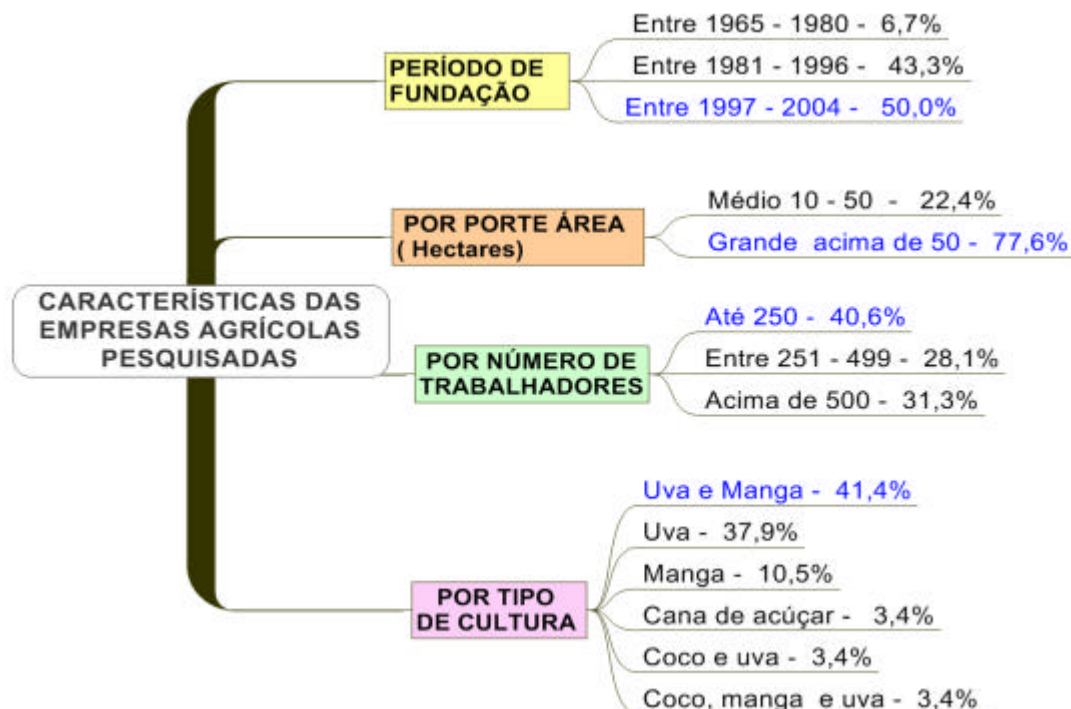 CARACTERÍSTICAS DAS
EMPRESAS AGRÍCOLAS
PESQUISADAS
PERÍODO DE
FUNDAÇÃO
Entre 1965 - 1980 - 6,7%
Entre 1981 - 1996 - 43,3%
Entre 1997 - 2004 - 50,0%
POR PORTE ÁREA
( Hectares)
Médio 10 - 50 - 22,4%
Grande acima de 50 - 77,6%
POR NÚMERO DE
TRABALHADORES
Até 250 - 40,6%
Entre 251 - 499 - 28,1%
Acima de 500 - 31,3%
POR TIPO
DE CULTURA
Uva e Manga - 41,4%
Uva - 37,9%
Manga - 10,5%
Cana de acúçar - 3,4%
Coco e uva - 3,4%
Coco, manga e uva - 3,4%